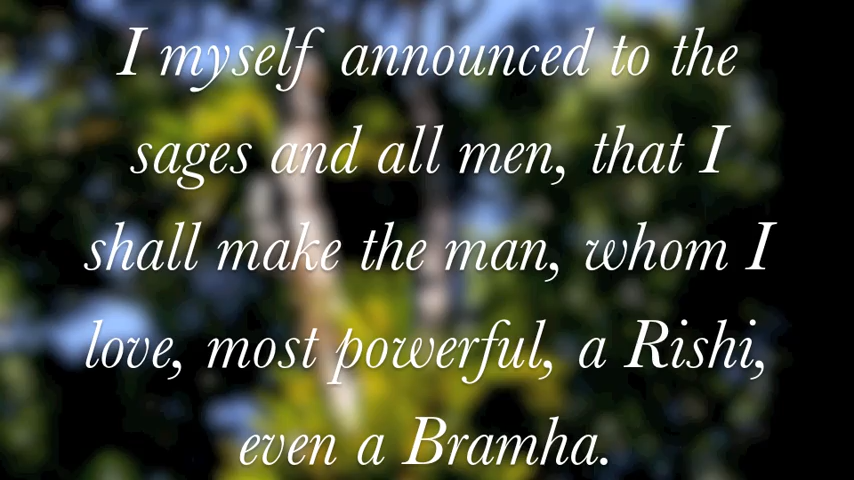 I myself announced to the
sages and all men, that I
shall make the man, whom I
love, most powerful, a Rishi,
even a Bramha.